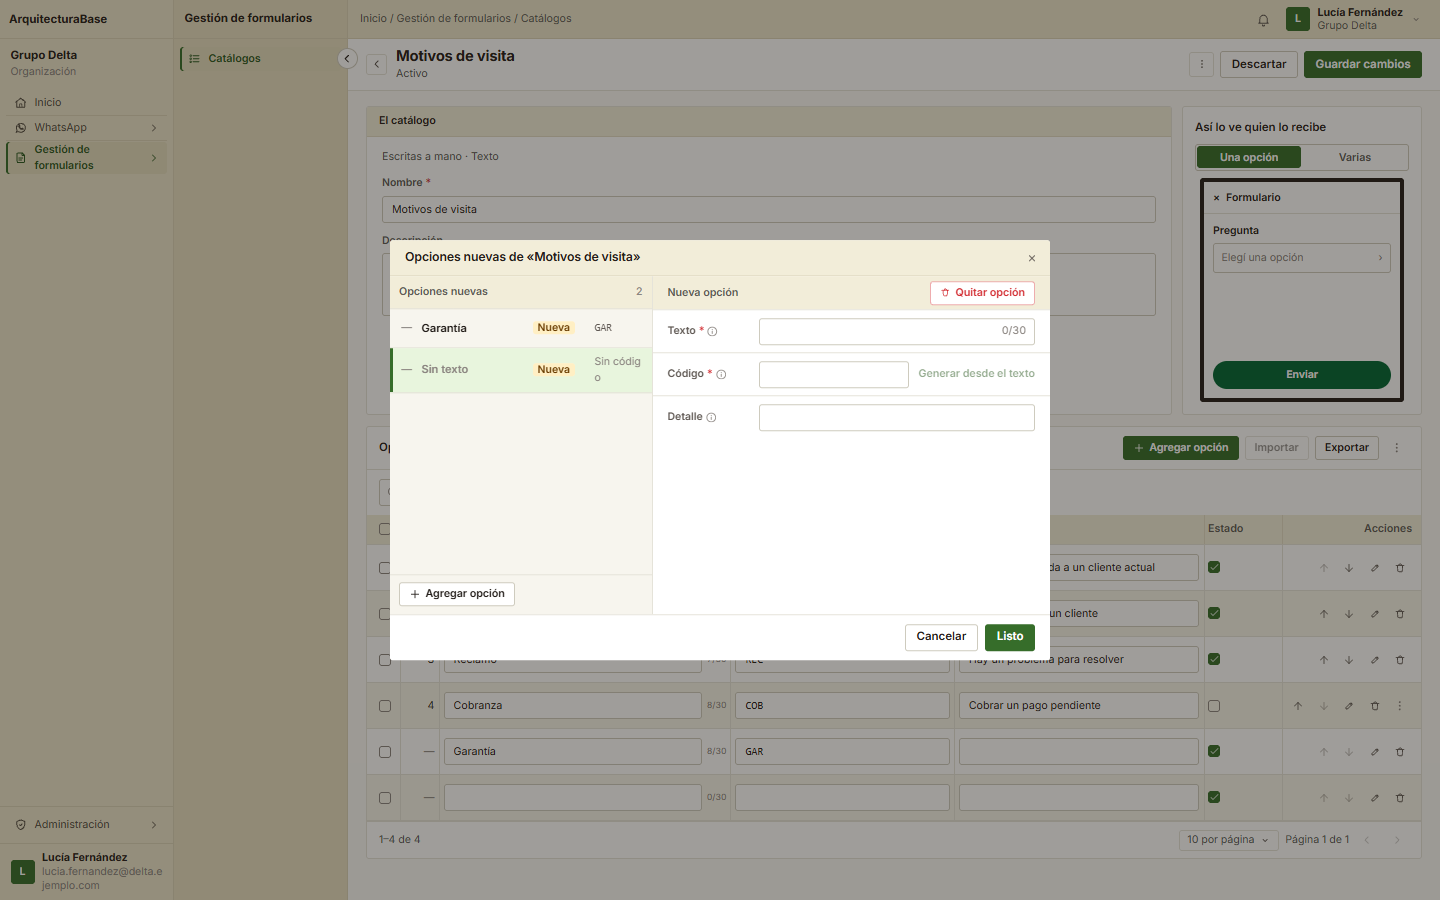 ArquitecturaBase
Gestión de formularios
Inicio / Gestión de formularios / Catálogos
L
Lucía Fernández
Grupo Delta
Grupo Delta
Organización
Inicio
WhatsApp
Gestión de
formularios
Catálogos
Motivos de visita
Activo
Descartar
Guardar cambios
El catálogo
Escritas a mano · Texto
Nombre *
Motivos de visita
Así lo ve quien lo recibe
Una opción
Varias
× Formulario
Pregunta
Elegí una opción
Enviar
Opciones nuevas de «Motivos de visita»
×
Opciones nuevas
2
— Garantía
Nueva
GAR
— Sin texto
Nueva
Sin códig
o
+ Agregar opción
Nueva opción
Quitar opción
Texto *
0/30
Código *
Generar desde el texto
Detalle
Cancelar
Listo
+ Agregar opción
Importar
Exportar
Estado
Acciones
da a un cliente actual
un cliente
para resolver
4
Cobranza
8/30
COB
Cobrar un pago pendiente
—
Garantía
8/30
GAR
—
0/30
1–4 de 4
10 por página
Página 1 de 1
Administración
L
Lucía Fernández
lucia.fernandez@delta.e
jemplo.com